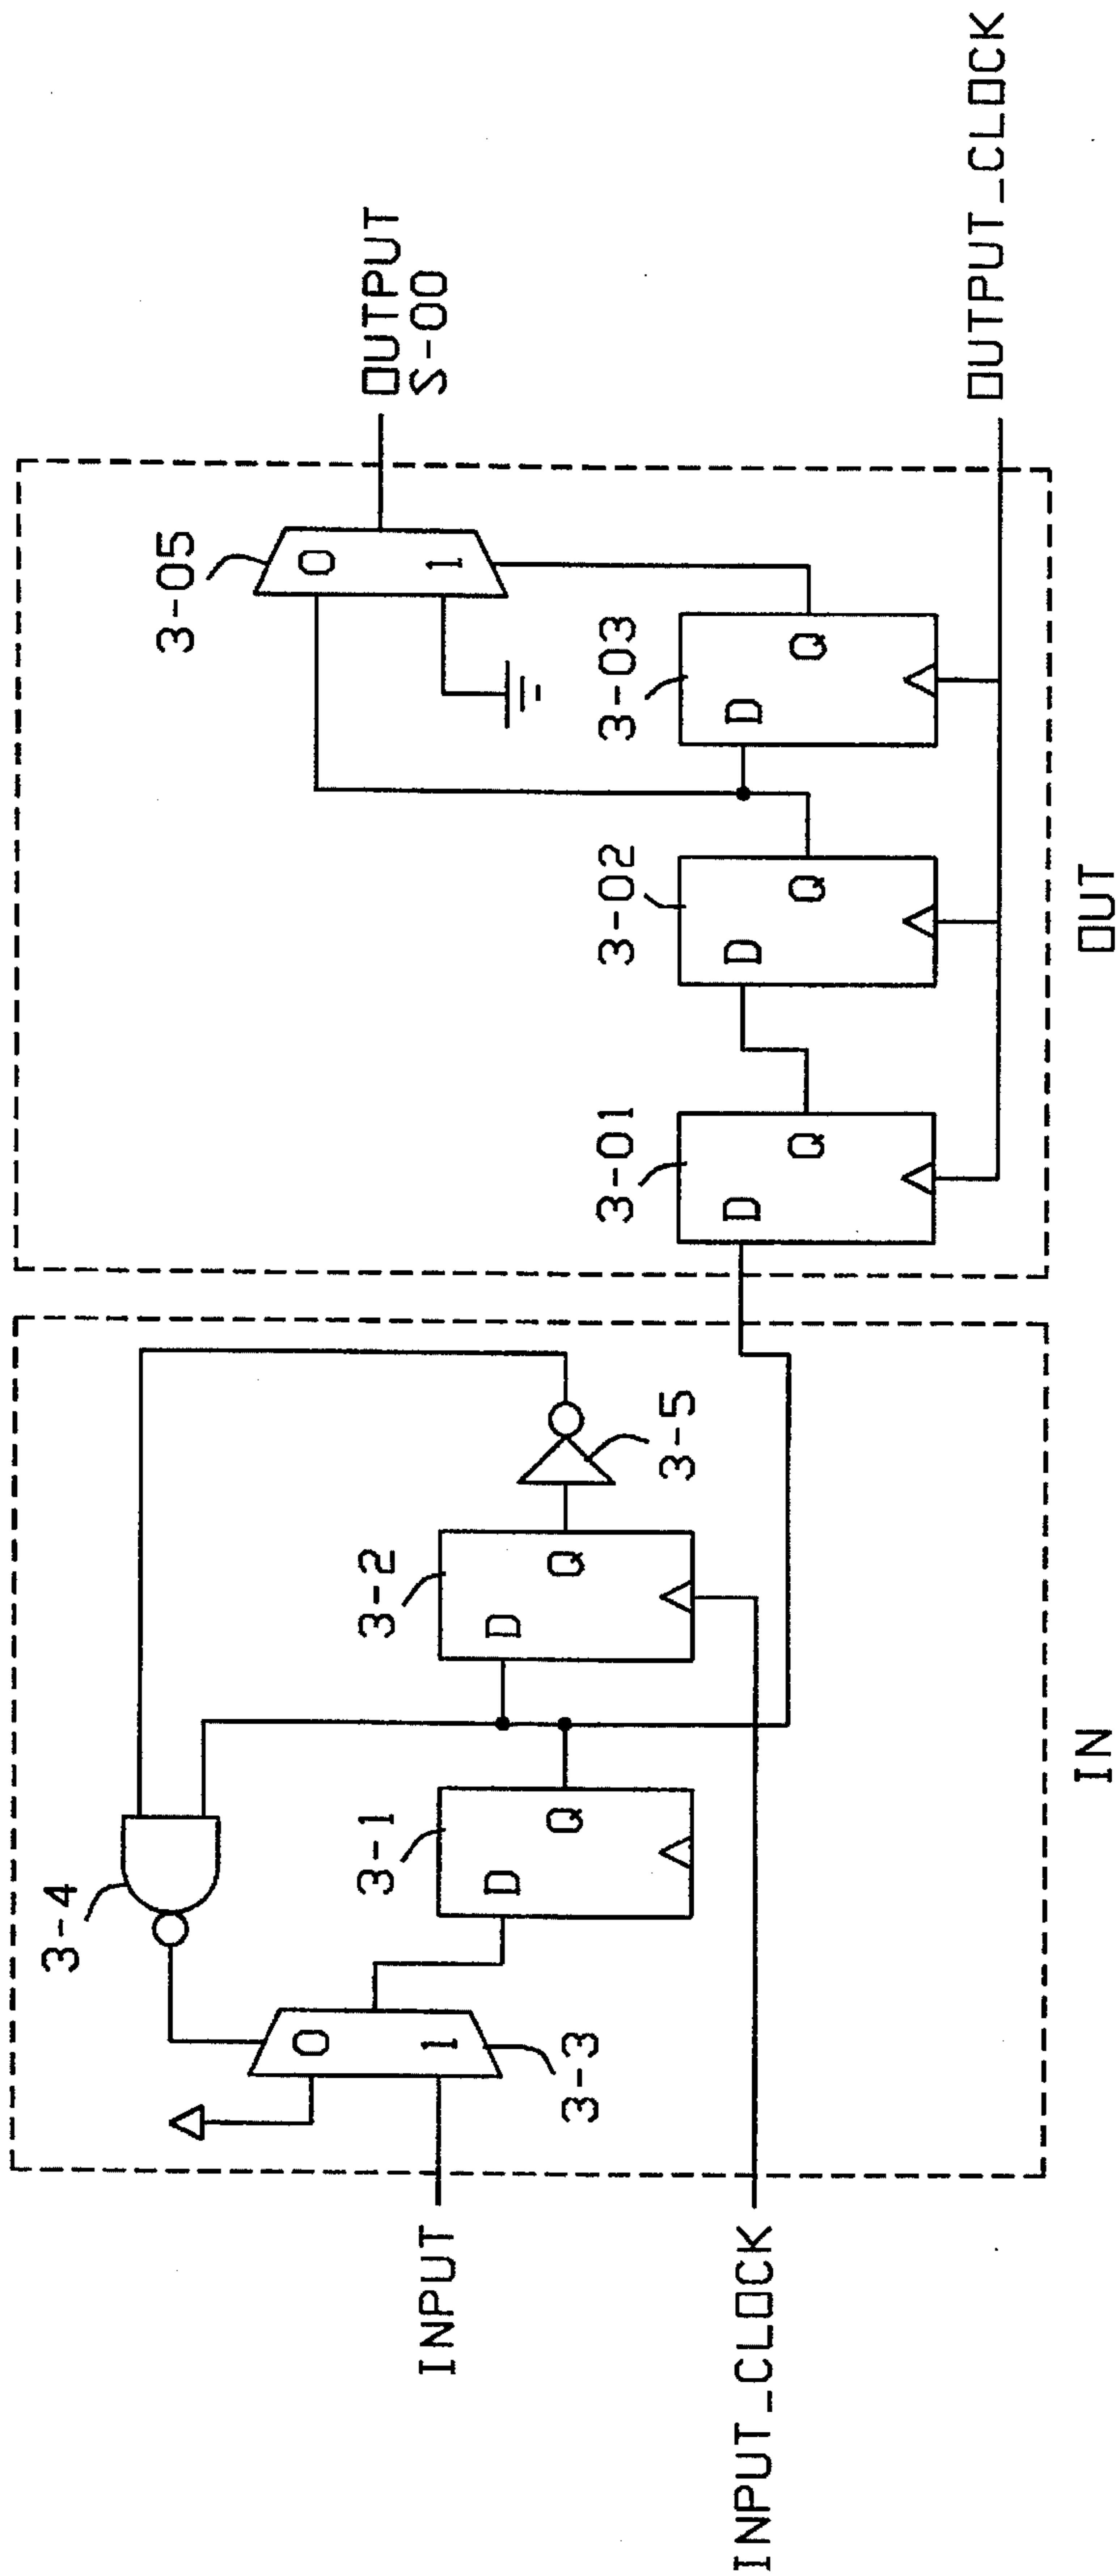 3-4
3-05
INPUT
0
1
3-3
D
Q
3-1
D
Q
3-2
3-5
INPUT_CLOCK
IN
D
Q
3-01
D
Q
3-02
D
Q
3-03
0
1
OUTPUT
S-00
OUTPUT_CLOCK
OUT